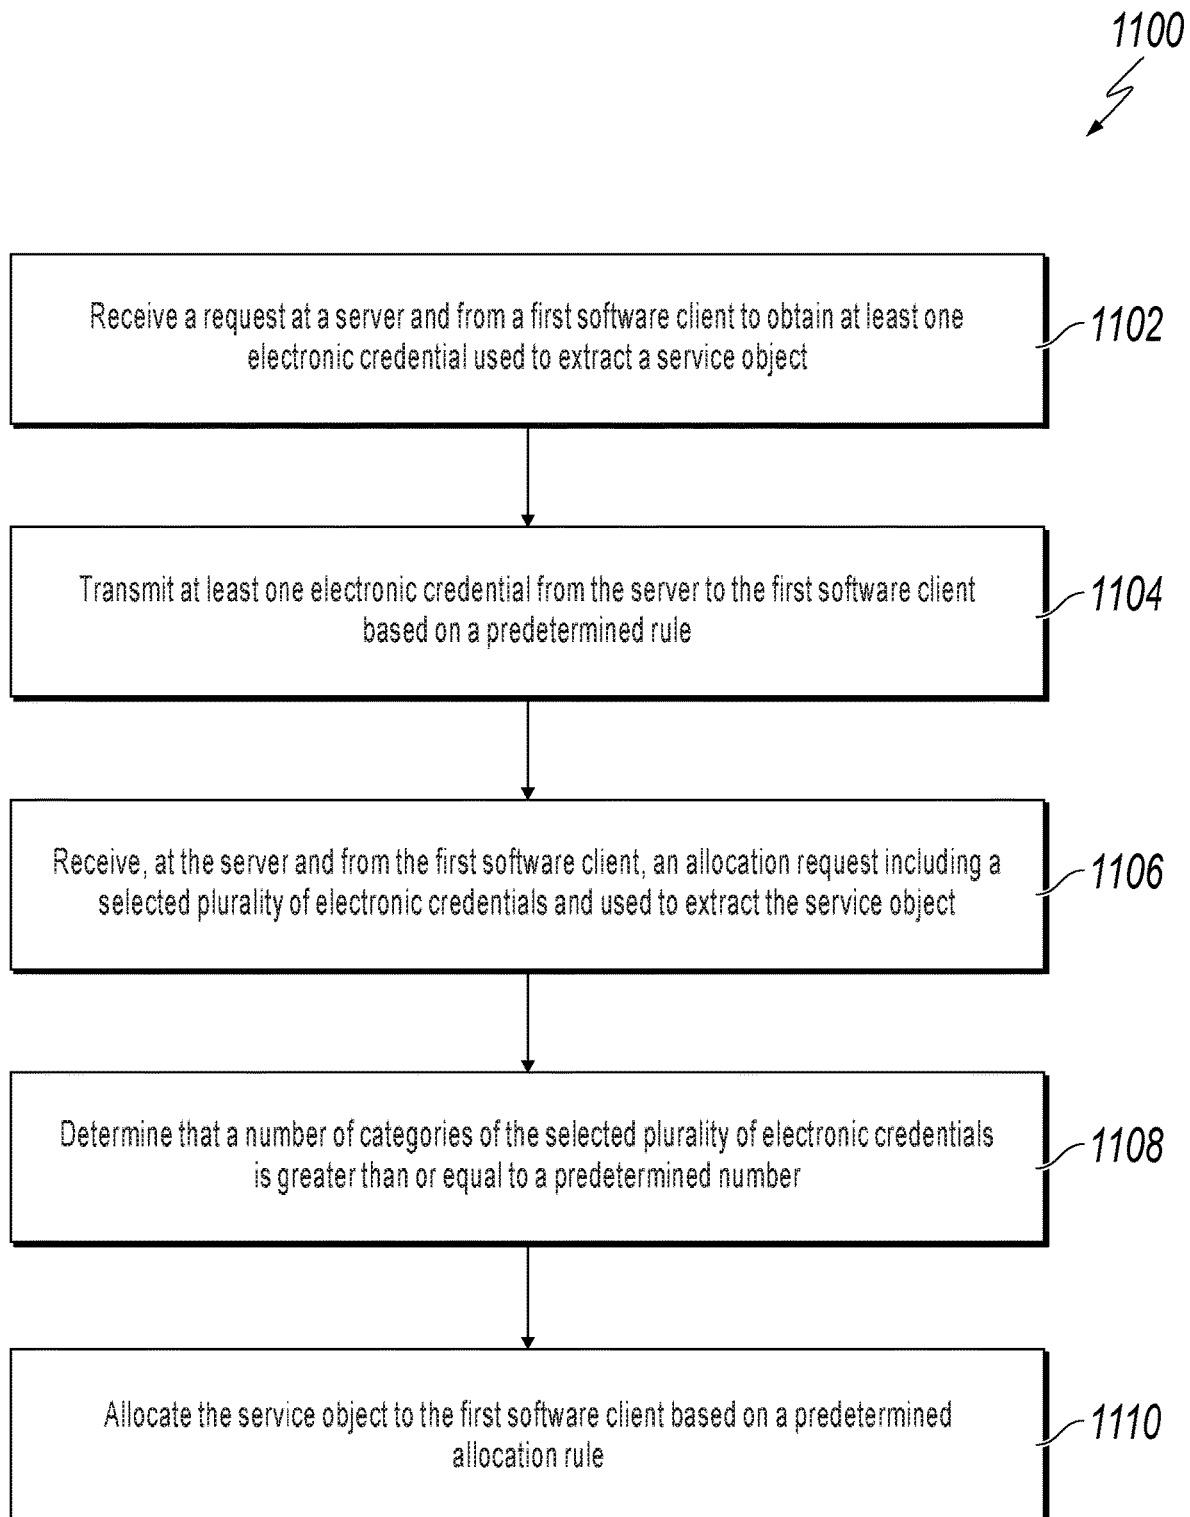 1100
Receive a request at a server and from a first software client to obtain at least one
electronic credential used to extract a service object
1102
Transmit at least one electronic credential from the server to the first software client
based on a predetermined rule
1104
Receive, at the server and from the first software client, an allocation request including a
selected plurality of electronic credentials and used to extract the service object
1106
Determine that a number of categories of the selected plurality of electronic credentials
is greater than or equal to a predetermined number
1108
Allocate the service object to the first software client based on a predetermined
allocation rule
1110